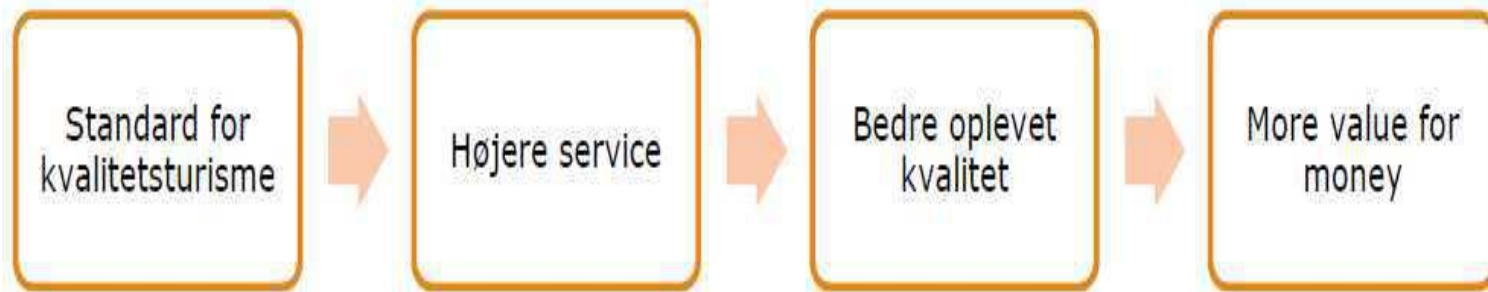 Standard for
kvalitetsturisme
Højere service
Bedre oplevet
kvalitet
More value for
money